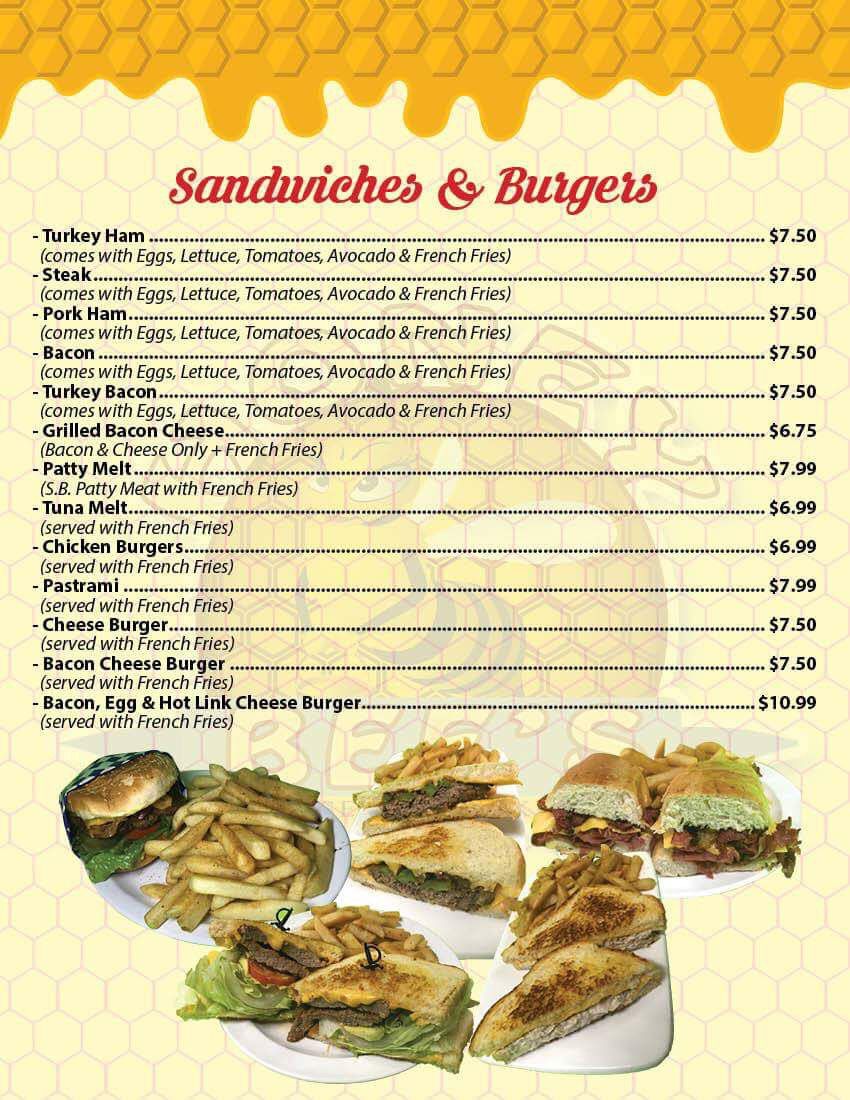 Sandwiches & Burgers
- Turkey Ham ........ $7.50
(comes with Eggs, Lettuce, Tomatoes, Avocado & French Fries)
- Steak ........ $7.50
(comes with Eggs, Lettuce, Tomatoes, Avocado & French Fries)
- Pork Ham ........ $7.50
(comes with Eggs, Lettuce, Tomatoes, Avocado & French Fries)
- Bacon ........ $7.50
(comes with Eggs, Lettuce, Tomatoes, Avocado & French Fries)
- Turkey Bacon ........ $7.50
(comes with Eggs, Lettuce, Tomatoes, Avocado & French Fries)
- Grilled Bacon Cheese ........ $6.75
(Bacon & Cheese Only + French Fries)
- Patty Melt ........ $7.99
(S.B. Patty Meat with French Fries)
- Tuna Melt ........ $6.99
(served with French Fries)
- Chicken Burgers ........ $6.99
(served with French Fries)
- Pastrami ........ $7.99
(served with French Fries)
- Cheese Burger ........ $7.50
(served with French Fries)
- Bacon Cheese Burger ........ $7.50
(served with French Fries)
- Bacon, Egg & Hot Link Cheese Burger ........ $10.99
(served with French Fries)
BEE'S